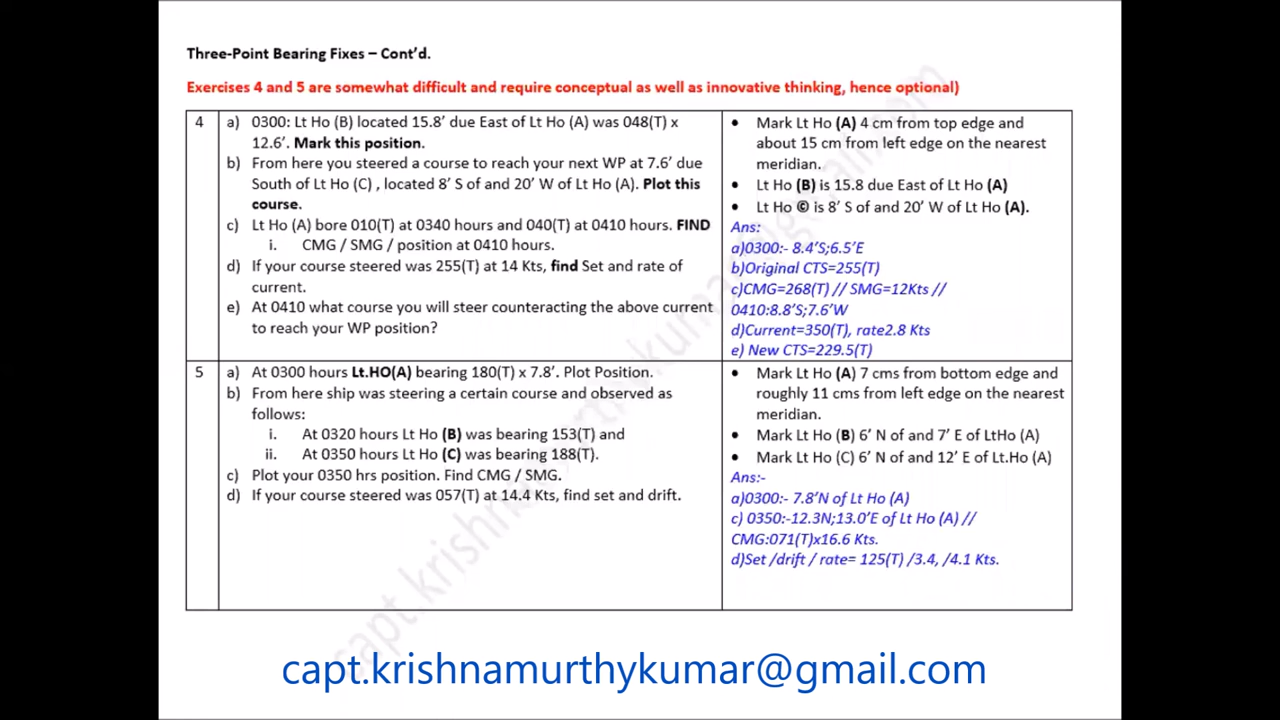 Three-Point Bearing Fixes – Cont'd.
Exercises 4 and 5 are somewhat difficult and require conceptual as well as innovative thinking, hence optional)
4
a) 0300: Lt Ho (B) located 15.8' due East of Lt Ho (A) was 048(T) x
12.6'. Mark this position.
b) From here you steered a course to reach your next WP at 7.6' due
South of Lt Ho (C) , located 8' S of and 20' W of Lt Ho (A). Plot this
course.
c) Lt Ho (A) bore 010(T) at 0340 hours and 040(T) at 0410 hours. FIND
i. CMG / SMG / position at 0410 hours.
d) If your course steered was 255(T) at 14 Kts, find Set and rate of
current.
e) At 0410 what course you will steer counteracting the above current
to reach your WP position?
• Mark Lt Ho (A) 4 cm from top edge and
about 15 cm from left edge on the nearest
meridian.
• Lt Ho (B) is 15.8 due East of Lt Ho (A)
• Lt Ho © is 8' S of and 20' W of Lt Ho (A).
Ans:
a)0300:- 8.4'S;6.5'E
b)Original CTS=255(T)
c)CMG=268(T) // SMG=12Kts //
0410:8.8'S;7.6'W
d)Current=350(T), rate2.8 Kts
e) New CTS=229.5(T)
5
a) At 0300 hours Lt.HO(A) bearing 180(T) x 7.8'. Plot Position.
b) From here ship was steering a certain course and observed as
follows:
i. At 0320 hours Lt Ho (B) was bearing 153(T) and
ii. At 0350 hours Lt Ho (C) was bearing 188(T).
c) Plot your 0350 hrs position. Find CMG / SMG.
d) If your course steered was 057(T) at 14.4 Kts, find set and drift.
• Mark Lt Ho (A) 7 cms from bottom edge and
roughly 11 cms from left edge on the nearest
meridian.
• Mark Lt Ho (B) 6' N of and 7' E of LtHo (A)
• Mark Lt Ho (C) 6' N of and 12' E of Lt.Ho (A)
Ans:-
a)0300:- 7.8'N of Lt Ho (A)
c) 0350:-12.3N;13.0'E of Lt Ho (A) //
CMG:071(T)x16.6 Kts.
d)Set /drift / rate= 125(T) /3.4, /4.1 Kts.
capt.krishnamurthykumar@gmail.com
capt.krishnamurthykumar@gmail.com